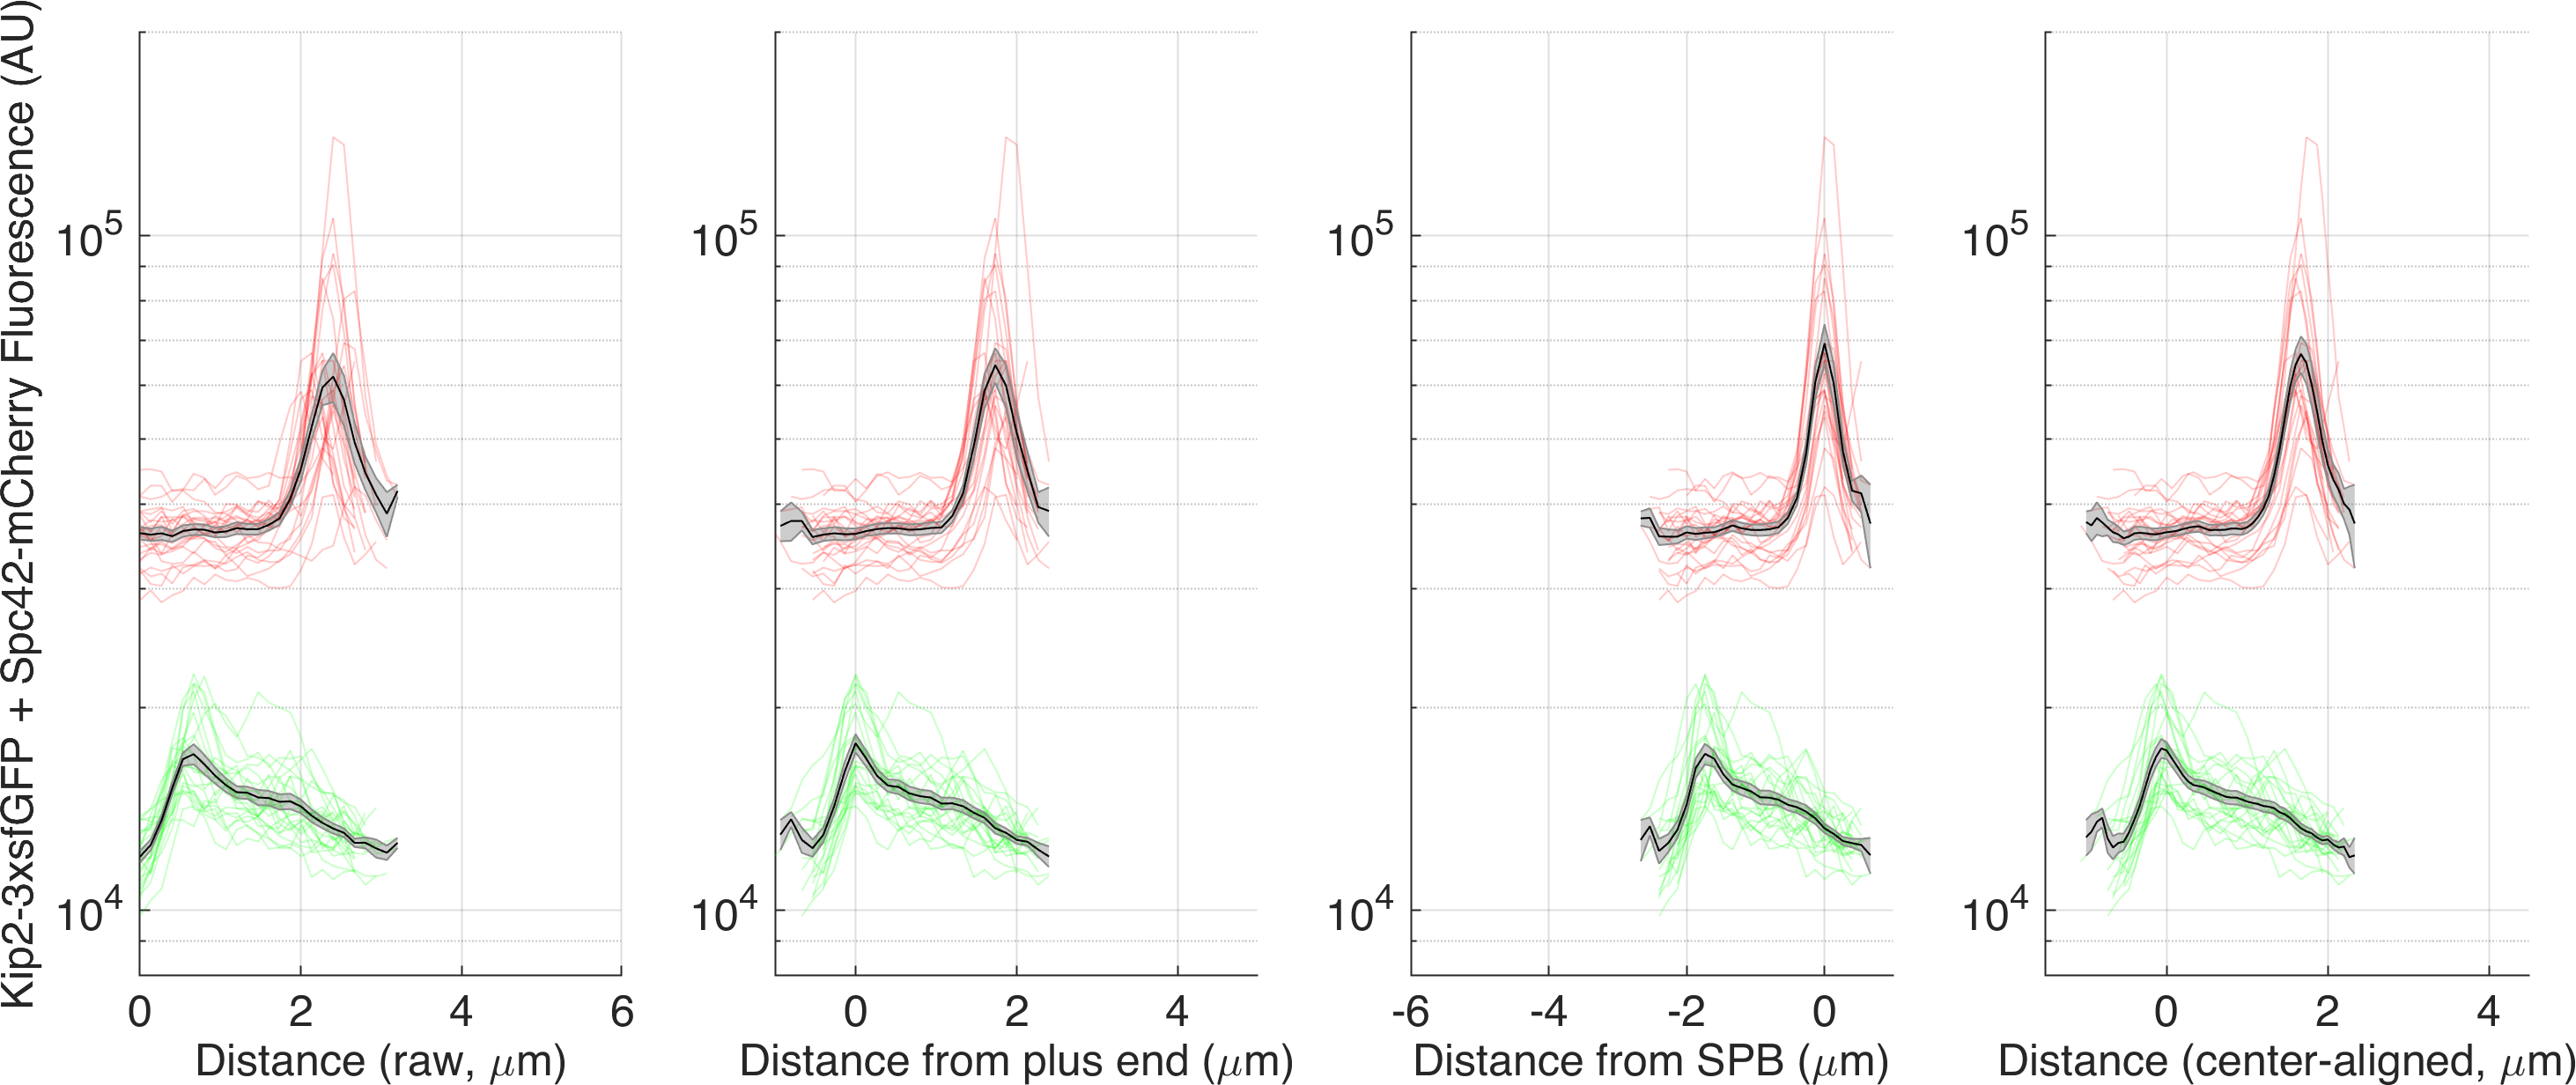 Kip2-3xsfGFP + Spc42-mCherry Fluorescence (AU)
10^5
10^4
0 2 4 6
Distance (raw, μm)
10^5
10^4
0 2 4
Distance from plus end (μm)
10^5
10^4
-6 -4 -2 0
Distance from SPB (μm)
10^5
10^4
0 2 4
Distance (center-aligned, μm)